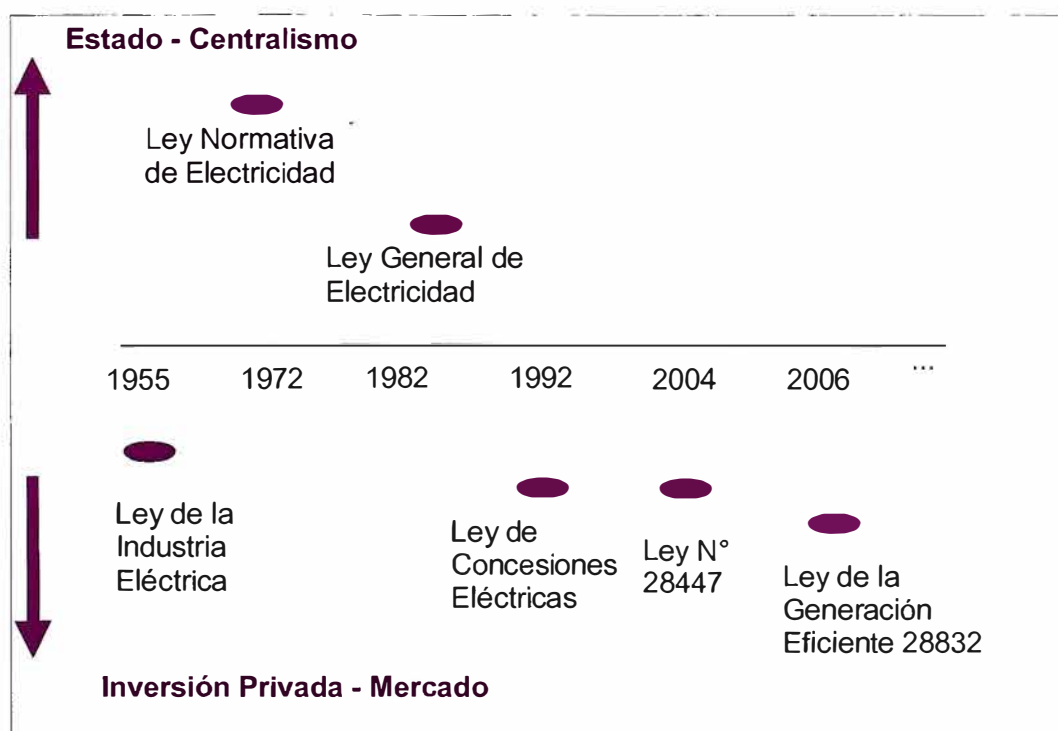 Estado - Centralismo
Ley Normativa
de Electricidad
Ley General de
Electricidad
1955 1972 1982 1992 2004 2006 ...
Ley de la
Industria
Eléctrica
Ley de
Concesiones
Eléctricas
Ley N°
28447
Ley de la
Generación
Eficiente 28832
Inversión Privada - Mercado